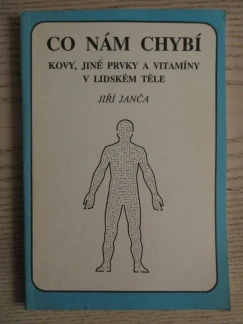 CO NÁM CHYBÍ
KOVY, JINÉ PRVKY A VITAMÍNY
V LIDSKÉM TĚLE
JIŘÍ JANČA